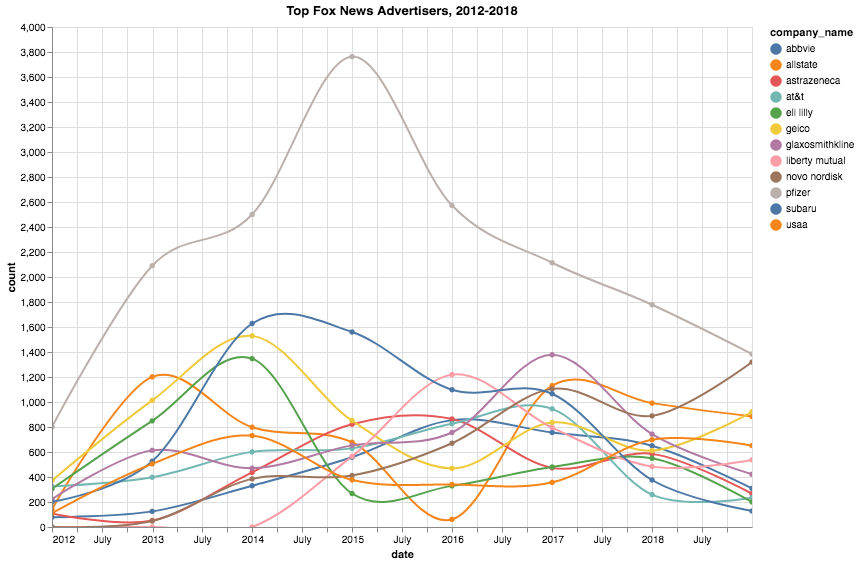 Top Fox News Advertisers, 2012-2018
4,000
3,800
3,600
3,400
3,200
3,000
2,800
2,600
2,400
2,200
2,000
1,800
1,600
1,400
1,200
1,000
800
600
400
200
0
count
2012 July 2013 July 2014 July 2015 July 2016 July 2017 July 2018 July
date
company_name
abbvie
allstate
astrazeneca
at&t
eli lilly
geico
glaxosmithkline
liberty mutual
novo nordisk
pfizer
subaru
usaa